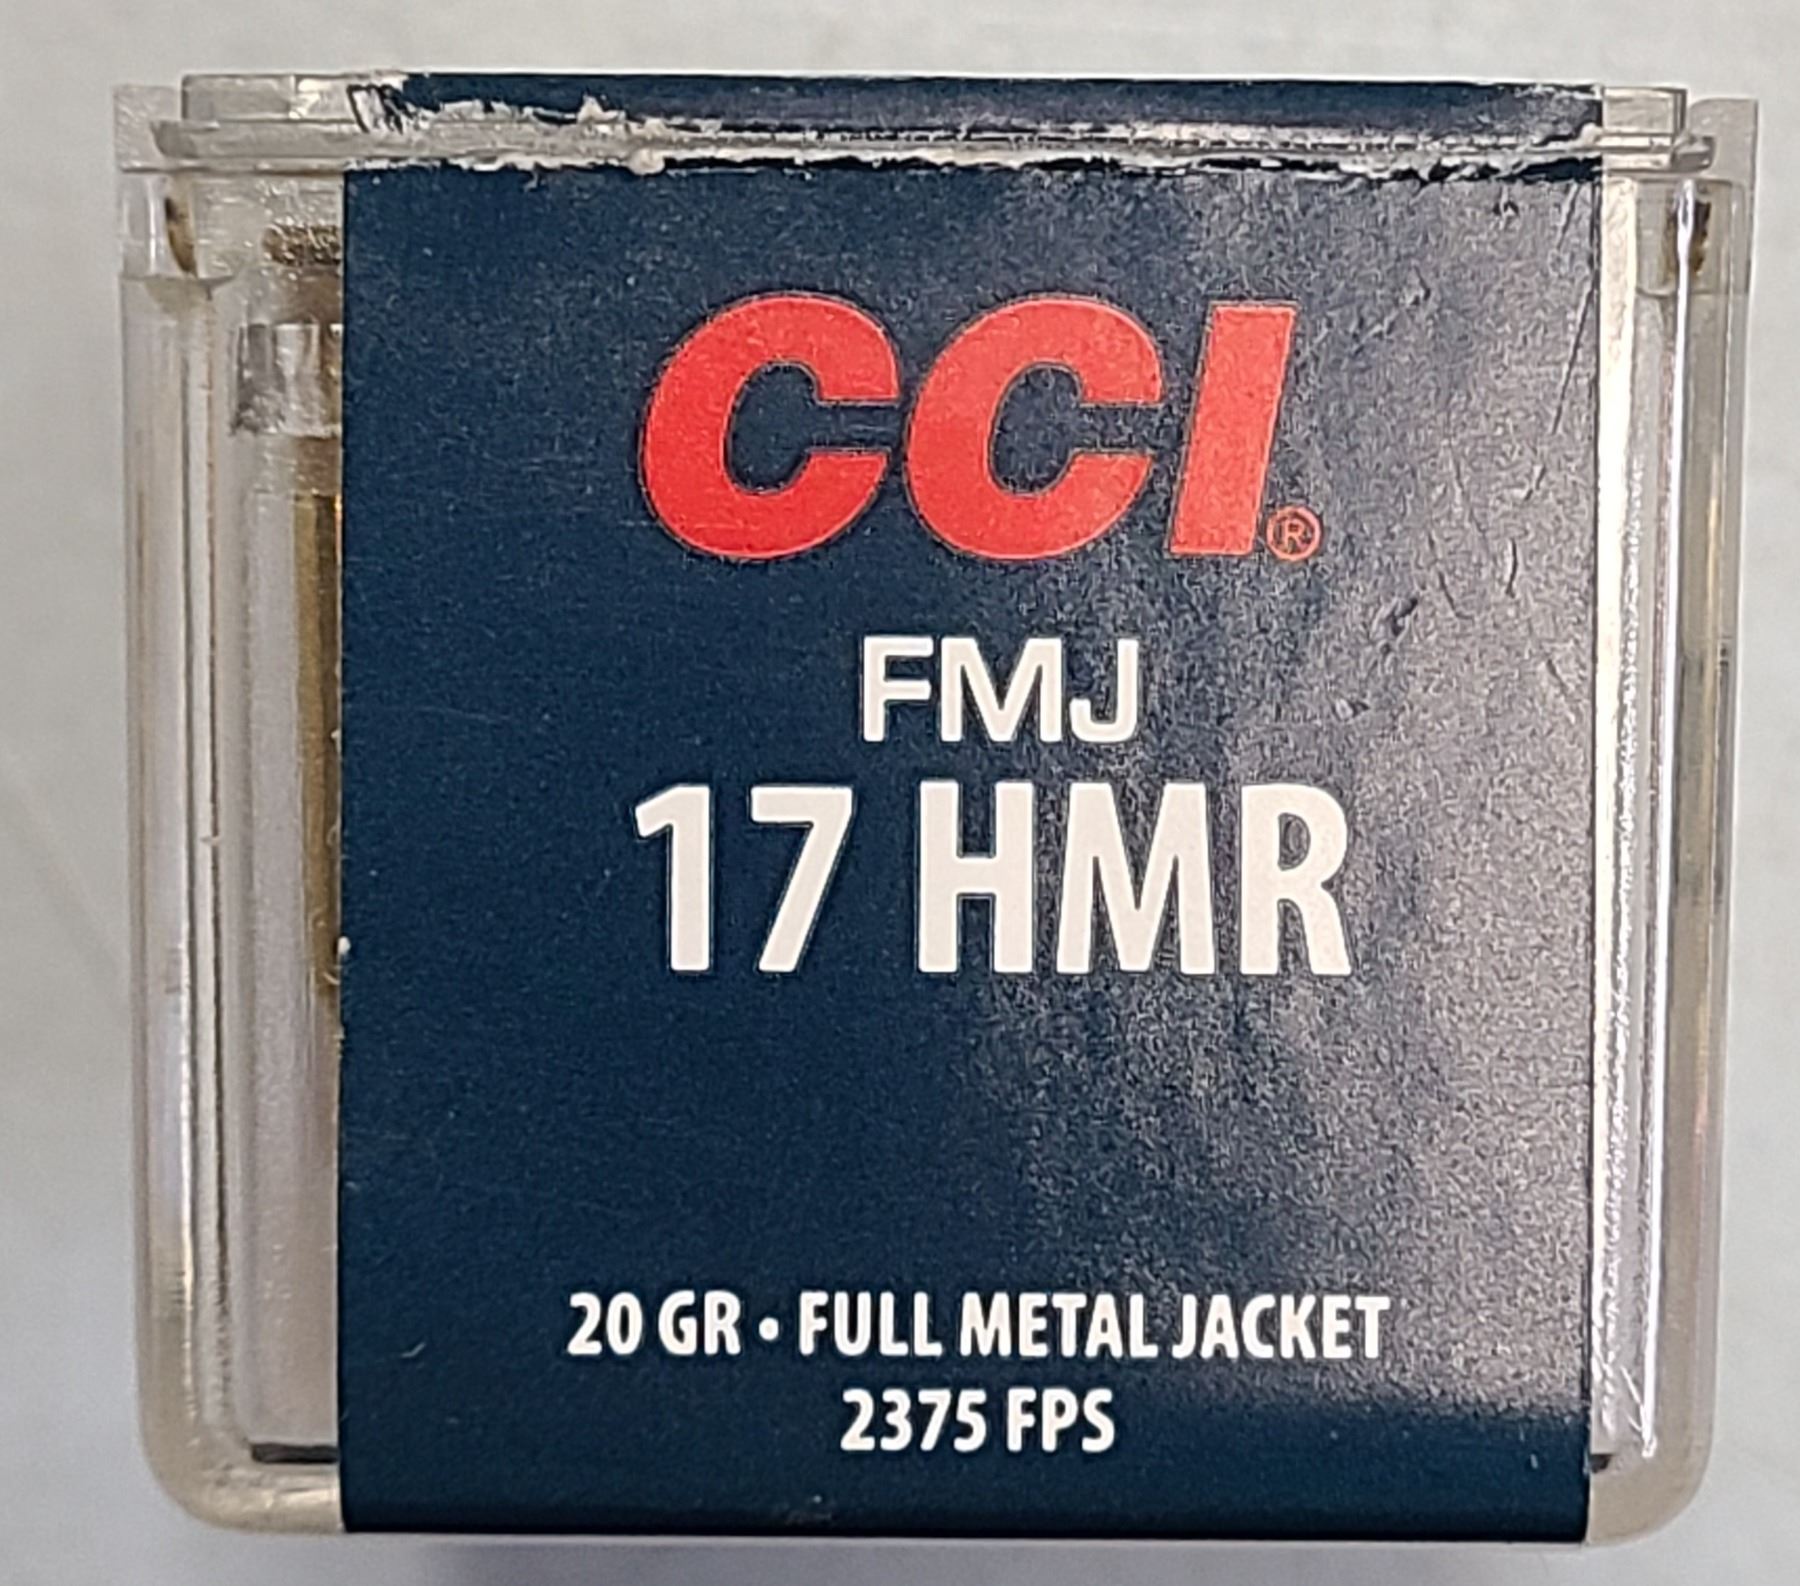 CCI®
FMJ
17 HMR
20 GR • FULL METAL JACKET
2375 FPS